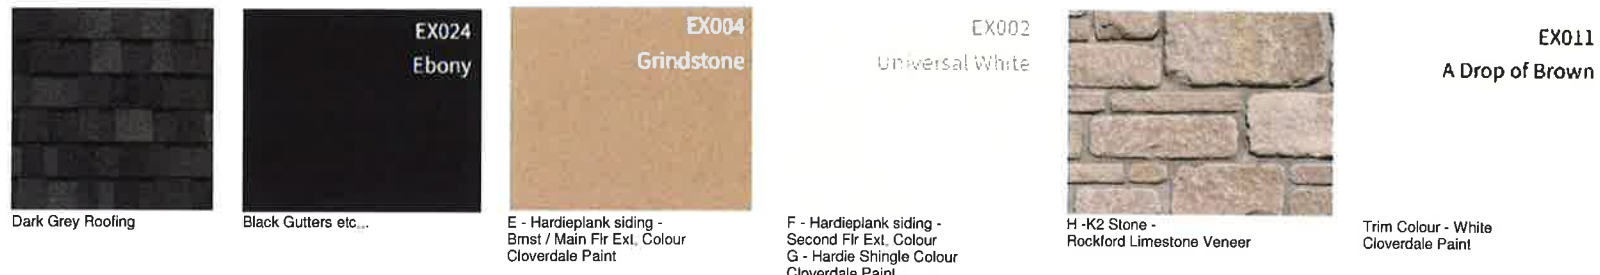 EX024
Ebony
EX004
Grindstone
EX002
Universal White
EX011
A Drop of Brown
Dark Grey Roofing
Black Gutters etc...
E - Hardieplank siding -
Bmst / Main Flr Ext. Colour
Cloverdale Paint
F - Hardieplank siding -
Second Flr Ext. Colour
G - Hardie Shingle Colour
Cloverdale Paint
H -K2 Stone -
Rockford Limestone Veneer
Trim Colour - White
Cloverdale Paint